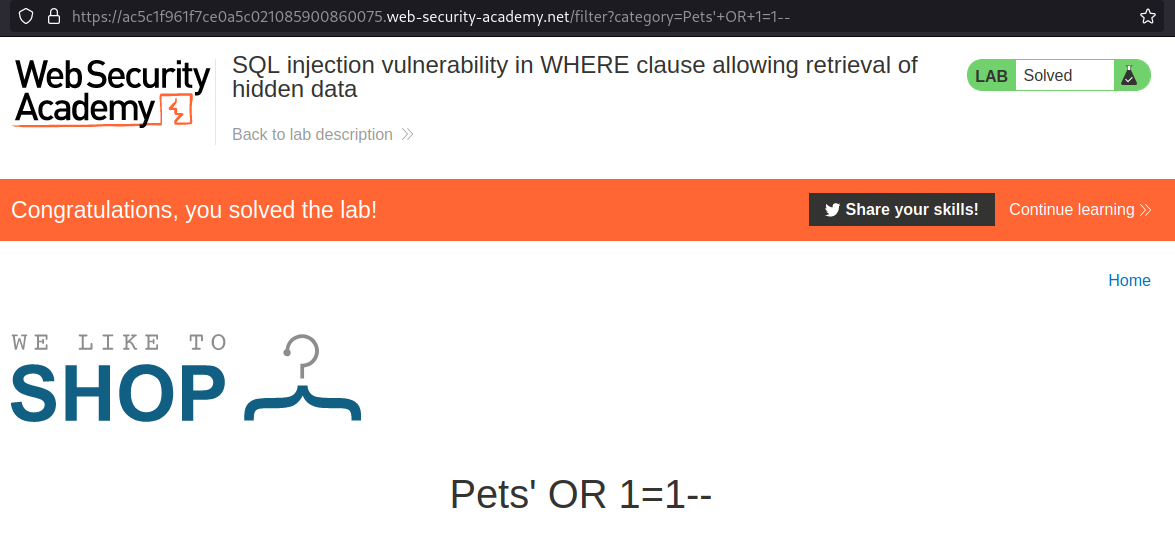 https://ac5c1f961f7ce0a5c021085900860075.web-security-academy.net/filter?category=Pets'+OR+1=1--
Web Security
Academy
SQL injection vulnerability in WHERE clause allowing retrieval of
hidden data
Back to lab description
LAB Solved
Congratulations, you solved the lab!
Share your skills!
Continue learning
Home
WE LIKE TO
SHOP
Pets' OR 1=1--